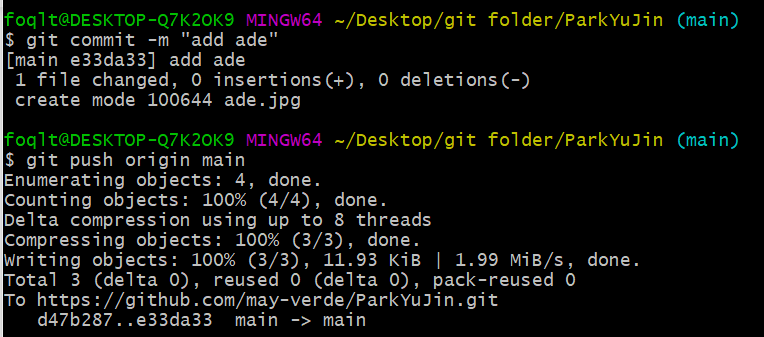 foqlt@DESKTOP-Q7K2OK9 MINGW64 ~/Desktop/git folder/ParkYuJin (main)
$ git commit -m "add ade"
[main e33da33] add ade
 1 file changed, 0 insertions(+), 0 deletions(-)
 create mode 100644 ade.jpg
foqlt@DESKTOP-Q7K2OK9 MINGW64 ~/Desktop/git folder/ParkYuJin (main)
$ git push origin main
Enumerating objects: 4, done.
Counting objects: 100% (4/4), done.
Delta compression using up to 8 threads
Compressing objects: 100% (3/3), done.
Writing objects: 100% (3/3), 11.93 KiB | 1.99 MiB/s, done.
Total 3 (delta 0), reused 0 (delta 0), pack-reused 0
To https://github.com/may-verde/ParkYuJin.git
   d47b287..e33da33  main -> main